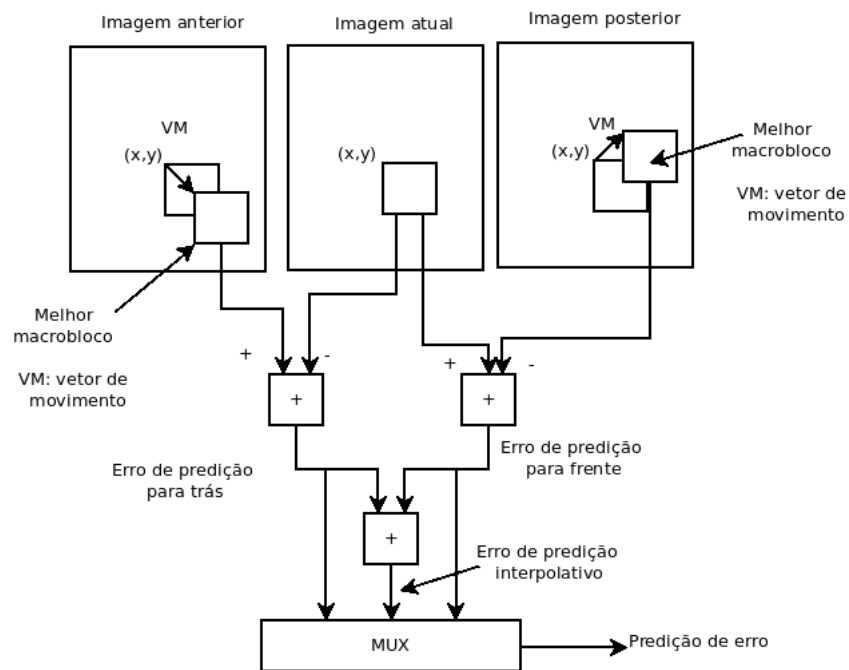 Imagem anterior
Imagem atual
Imagem posterior
VM
(x,y)
(x,y)
VM
(x,y)
Melhor
macrobloco
VM: vetor de
movimento
Melhor
macrobloco
VM: vetor de
movimento
+
-
+
-
+
+
Erro de predição
para trás
Erro de predição
para frente
+
Erro de predição
interpolativo
MUX
Predição de erro